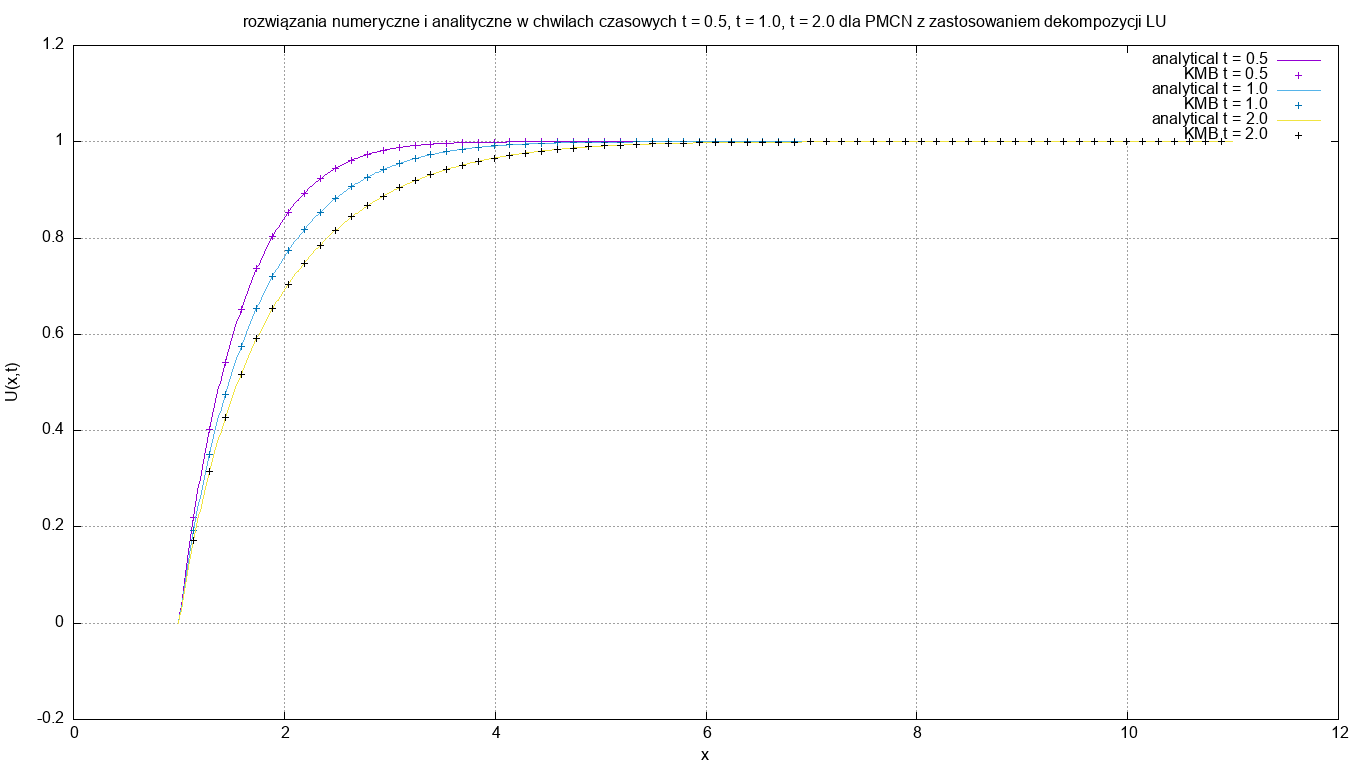 rozwiązania numeryczne i analityczne w chwilach czasowych t = 0.5, t = 1.0, t = 2.0 dla PMCN z zastosowaniem dekompozycji LU
analytical t = 0.5
KMB t = 0.5
analytical t = 1.0
KMB t = 1.0
analytical t = 2.0
KMB t = 2.0
1.2
1
0.8
0.6
0.4
0.2
0
-0.2
U(x,t)
0 2 4 6 8 10 12
x